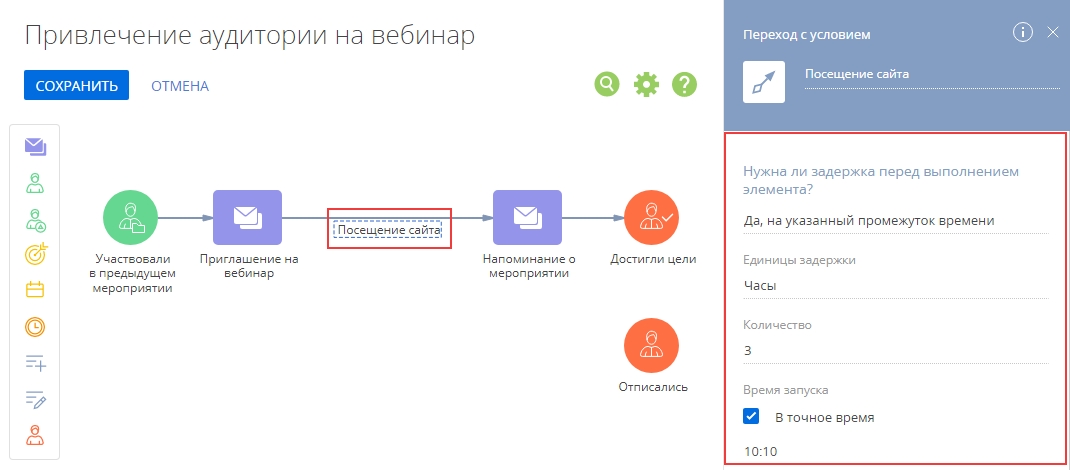 Привлечение аудитории на вебинар
СОХРАНИТЬ
ОТМЕНА
Участвовали
в предыдущем
мероприятии
Приглашение на
вебинар
Посещение сайта
Напоминание о
мероприятии
Достигли цели
Отписались
Переход с условием
Посещение сайта
Нужна ли задержка перед выполнением
элемента?
Да, на указанный промежуток времени
Единицы задержки
Часы
Количество
3
Время запуска
В точное время
10:10